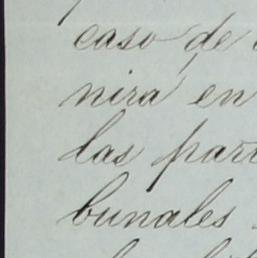 caso de
nirá en
las part
bunales